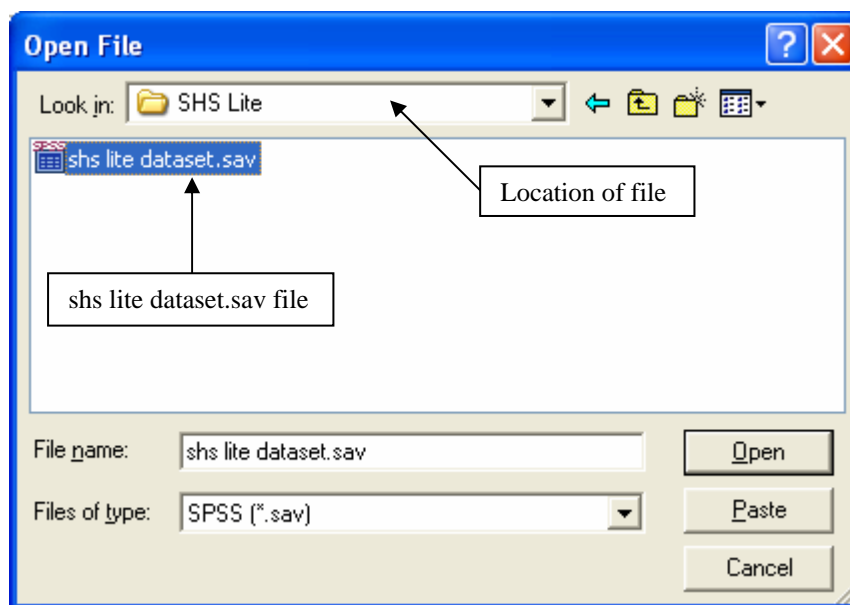 Open File
Look in: SHS Lite
SPSS
shs lite dataset.sav
Location of file
shs lite dataset.sav file
File name: shs lite dataset.sav Open
Files of type: SPSS (*.sav) Paste
Cancel